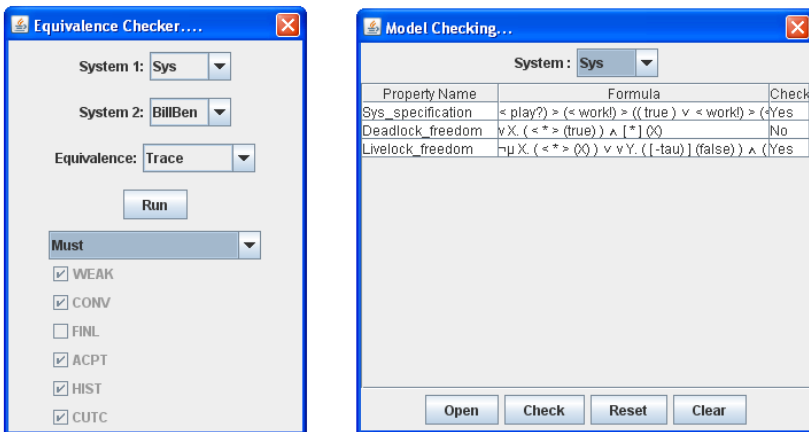 Equivalence Checker....
System 1: Sys
System 2: BillBen
Equivalence: Trace
Run
Must
WEAK
CONV
FINL
ACPT
HIST
CUTC
Model Checking...
System : Sys
Property Name Formula Check
Sys_specification < play?) > (< work!) > ((true ) ∨ < work!) > (< Yes
Deadlock_freedom ν X. ( < * > (true) ) ∧ [ * ] (X) No
Livelock_freedom ¬μ X. ( < * > (X) ) ∨ ν Y. ( [ -tau) ] (false) ) ∧ ( Yes
Open Check Reset Clear